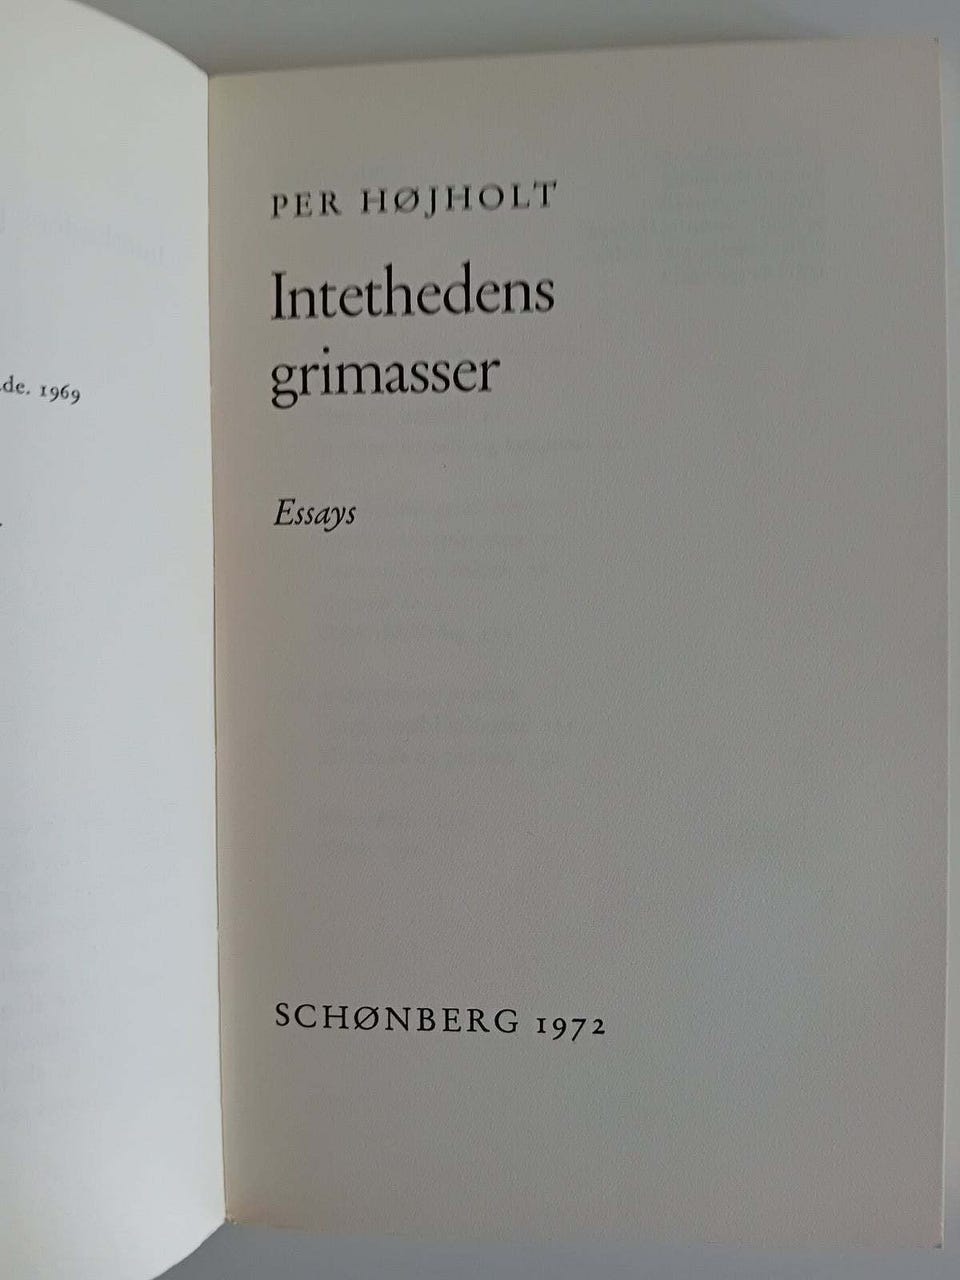 de. 1969
PER HØJHOLT
Intethedens
grimasser
Essays
SCHØNBERG 1972